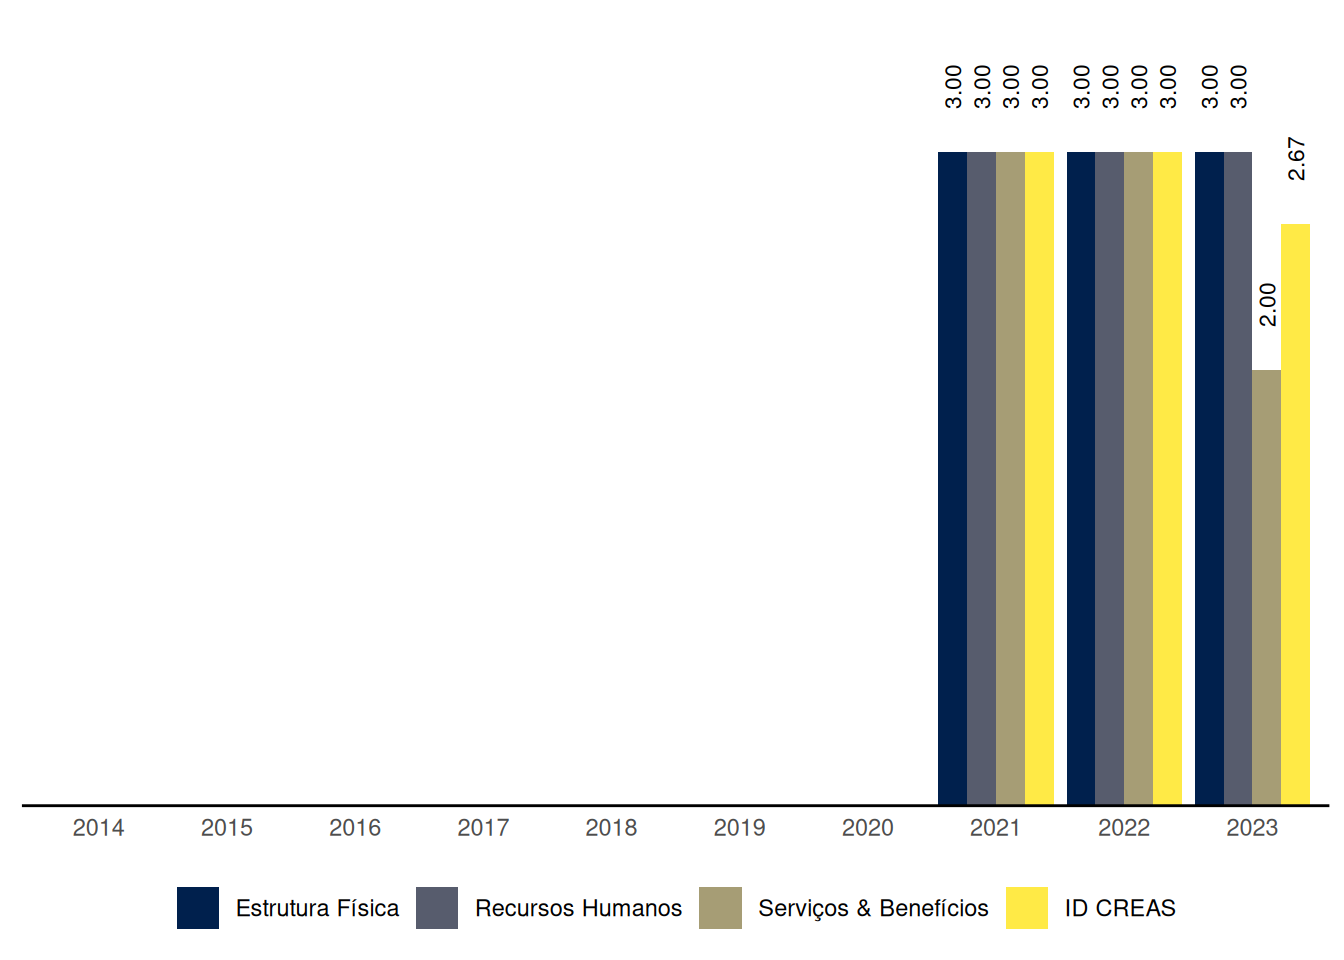 3.00 3.00 3.00 3.00 3.00 3.00 3.00 3.00 3.00 3.00
2.67
2.00
2014 2015 2016 2017 2018 2019 2020 2021 2022 2023
Estrutura Física Recursos Humanos Serviços & Benefícios ID CREAS